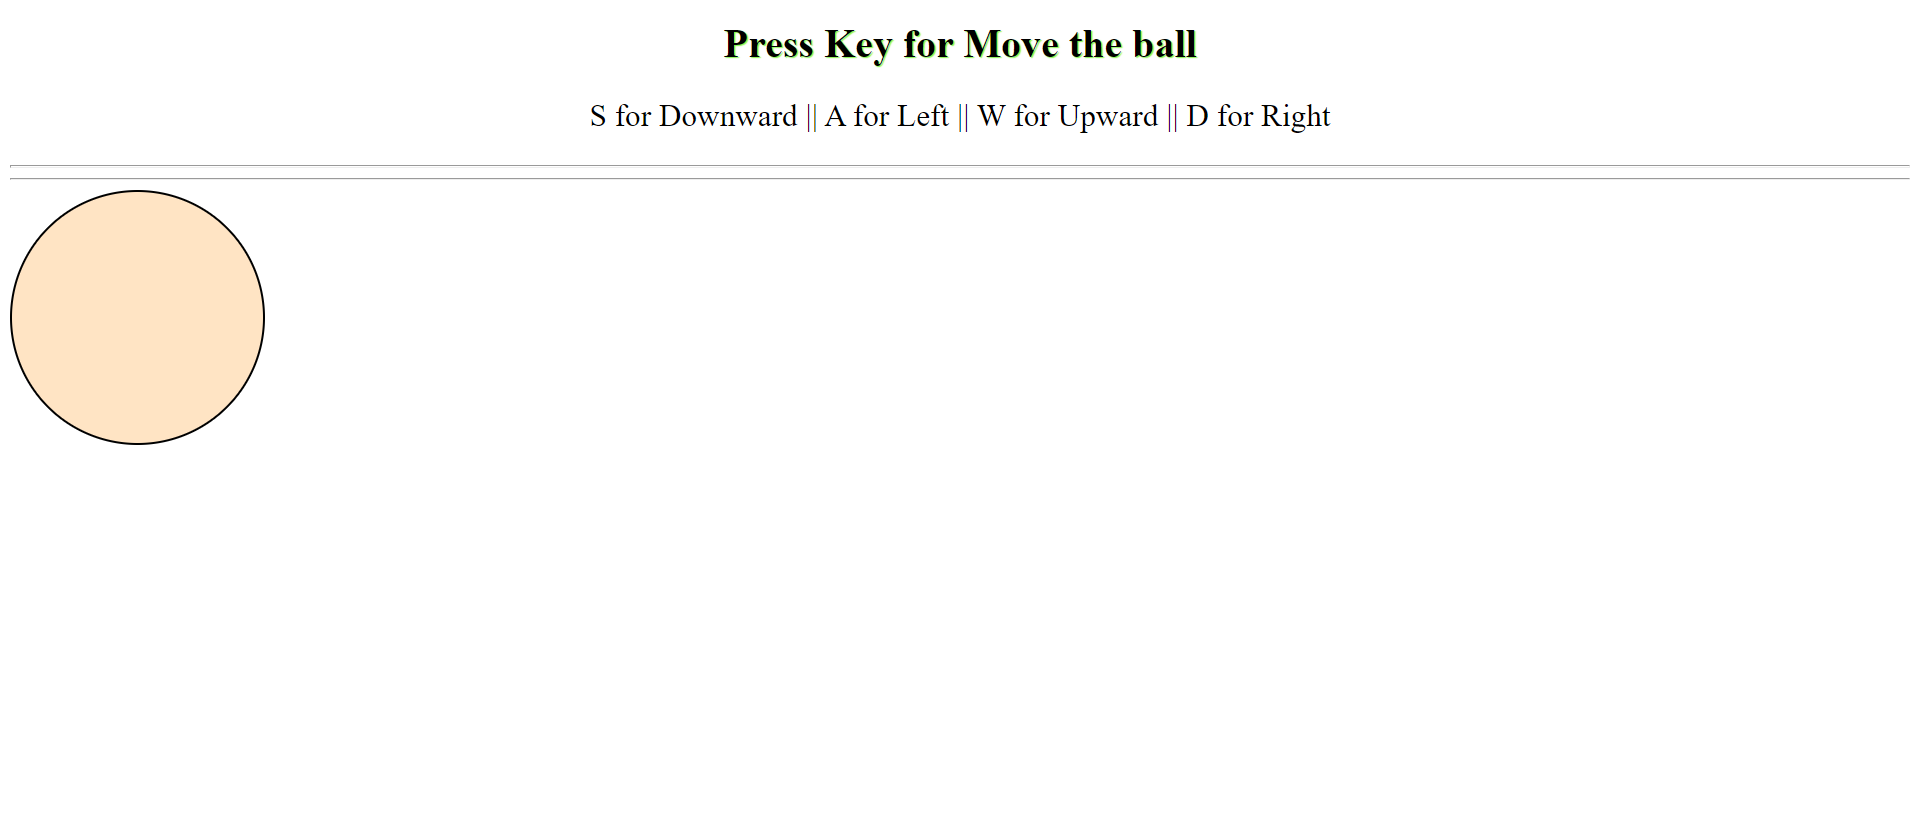 Press Key for Move the ball
S for Downward || A for Left || W for Upward || D for Right